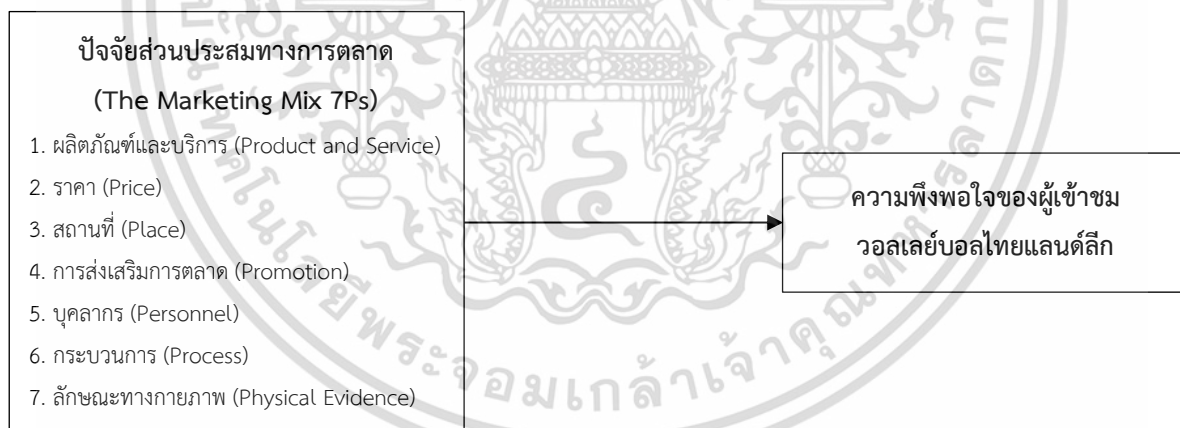 ปัจจัยส่วนประสมทางการตลาด
(The Marketing Mix 7Ps)
1. ผลิตภัณฑ์และบริการ (Product and Service)
2. ราคา (Price)
3. สถานที่ (Place)
4. การส่งเสริมการตลาด (Promotion)
5. บุคลากร (Personnel)
6. กระบวนการ (Process)
7. ลักษณะทางกายภาพ (Physical Evidence)
ความพึงพอใจของผู้เข้าชม
วอลเลย์บอลไทยแลนด์ลีก